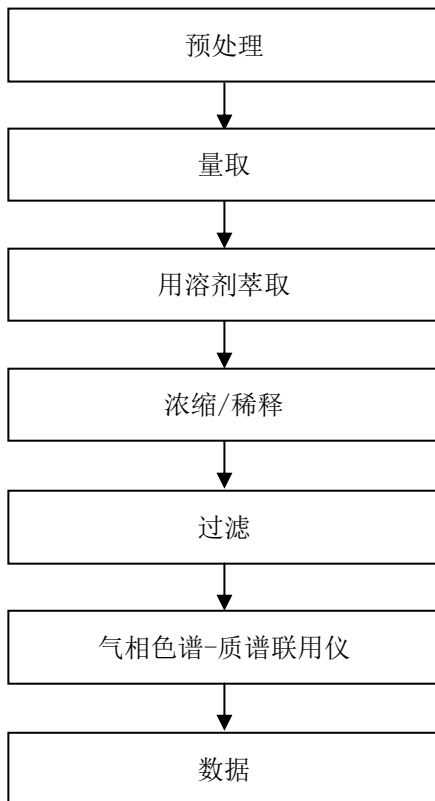 预处理
量取
用溶剂萃取
浓缩/稀释
过滤
气相色谱-质谱联用仪
数据